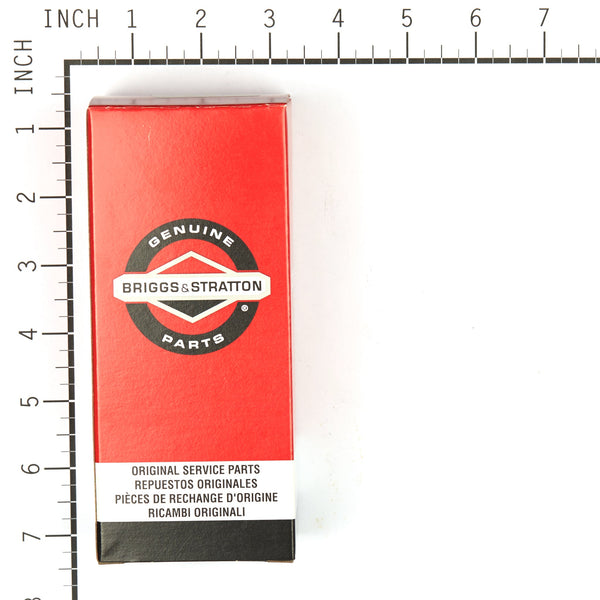 INCH 1 2 3 4 5 6 7
INCH
1
2
3
4
5
6
7
GENUINE
BRIGGS&STRATTON
®
PARTS
ORIGINAL SERVICE PARTS
REPUESTOS ORIGINALES
PIÈCES DE RECHANGE D'ORIGINE
RICAMBI ORIGINALI